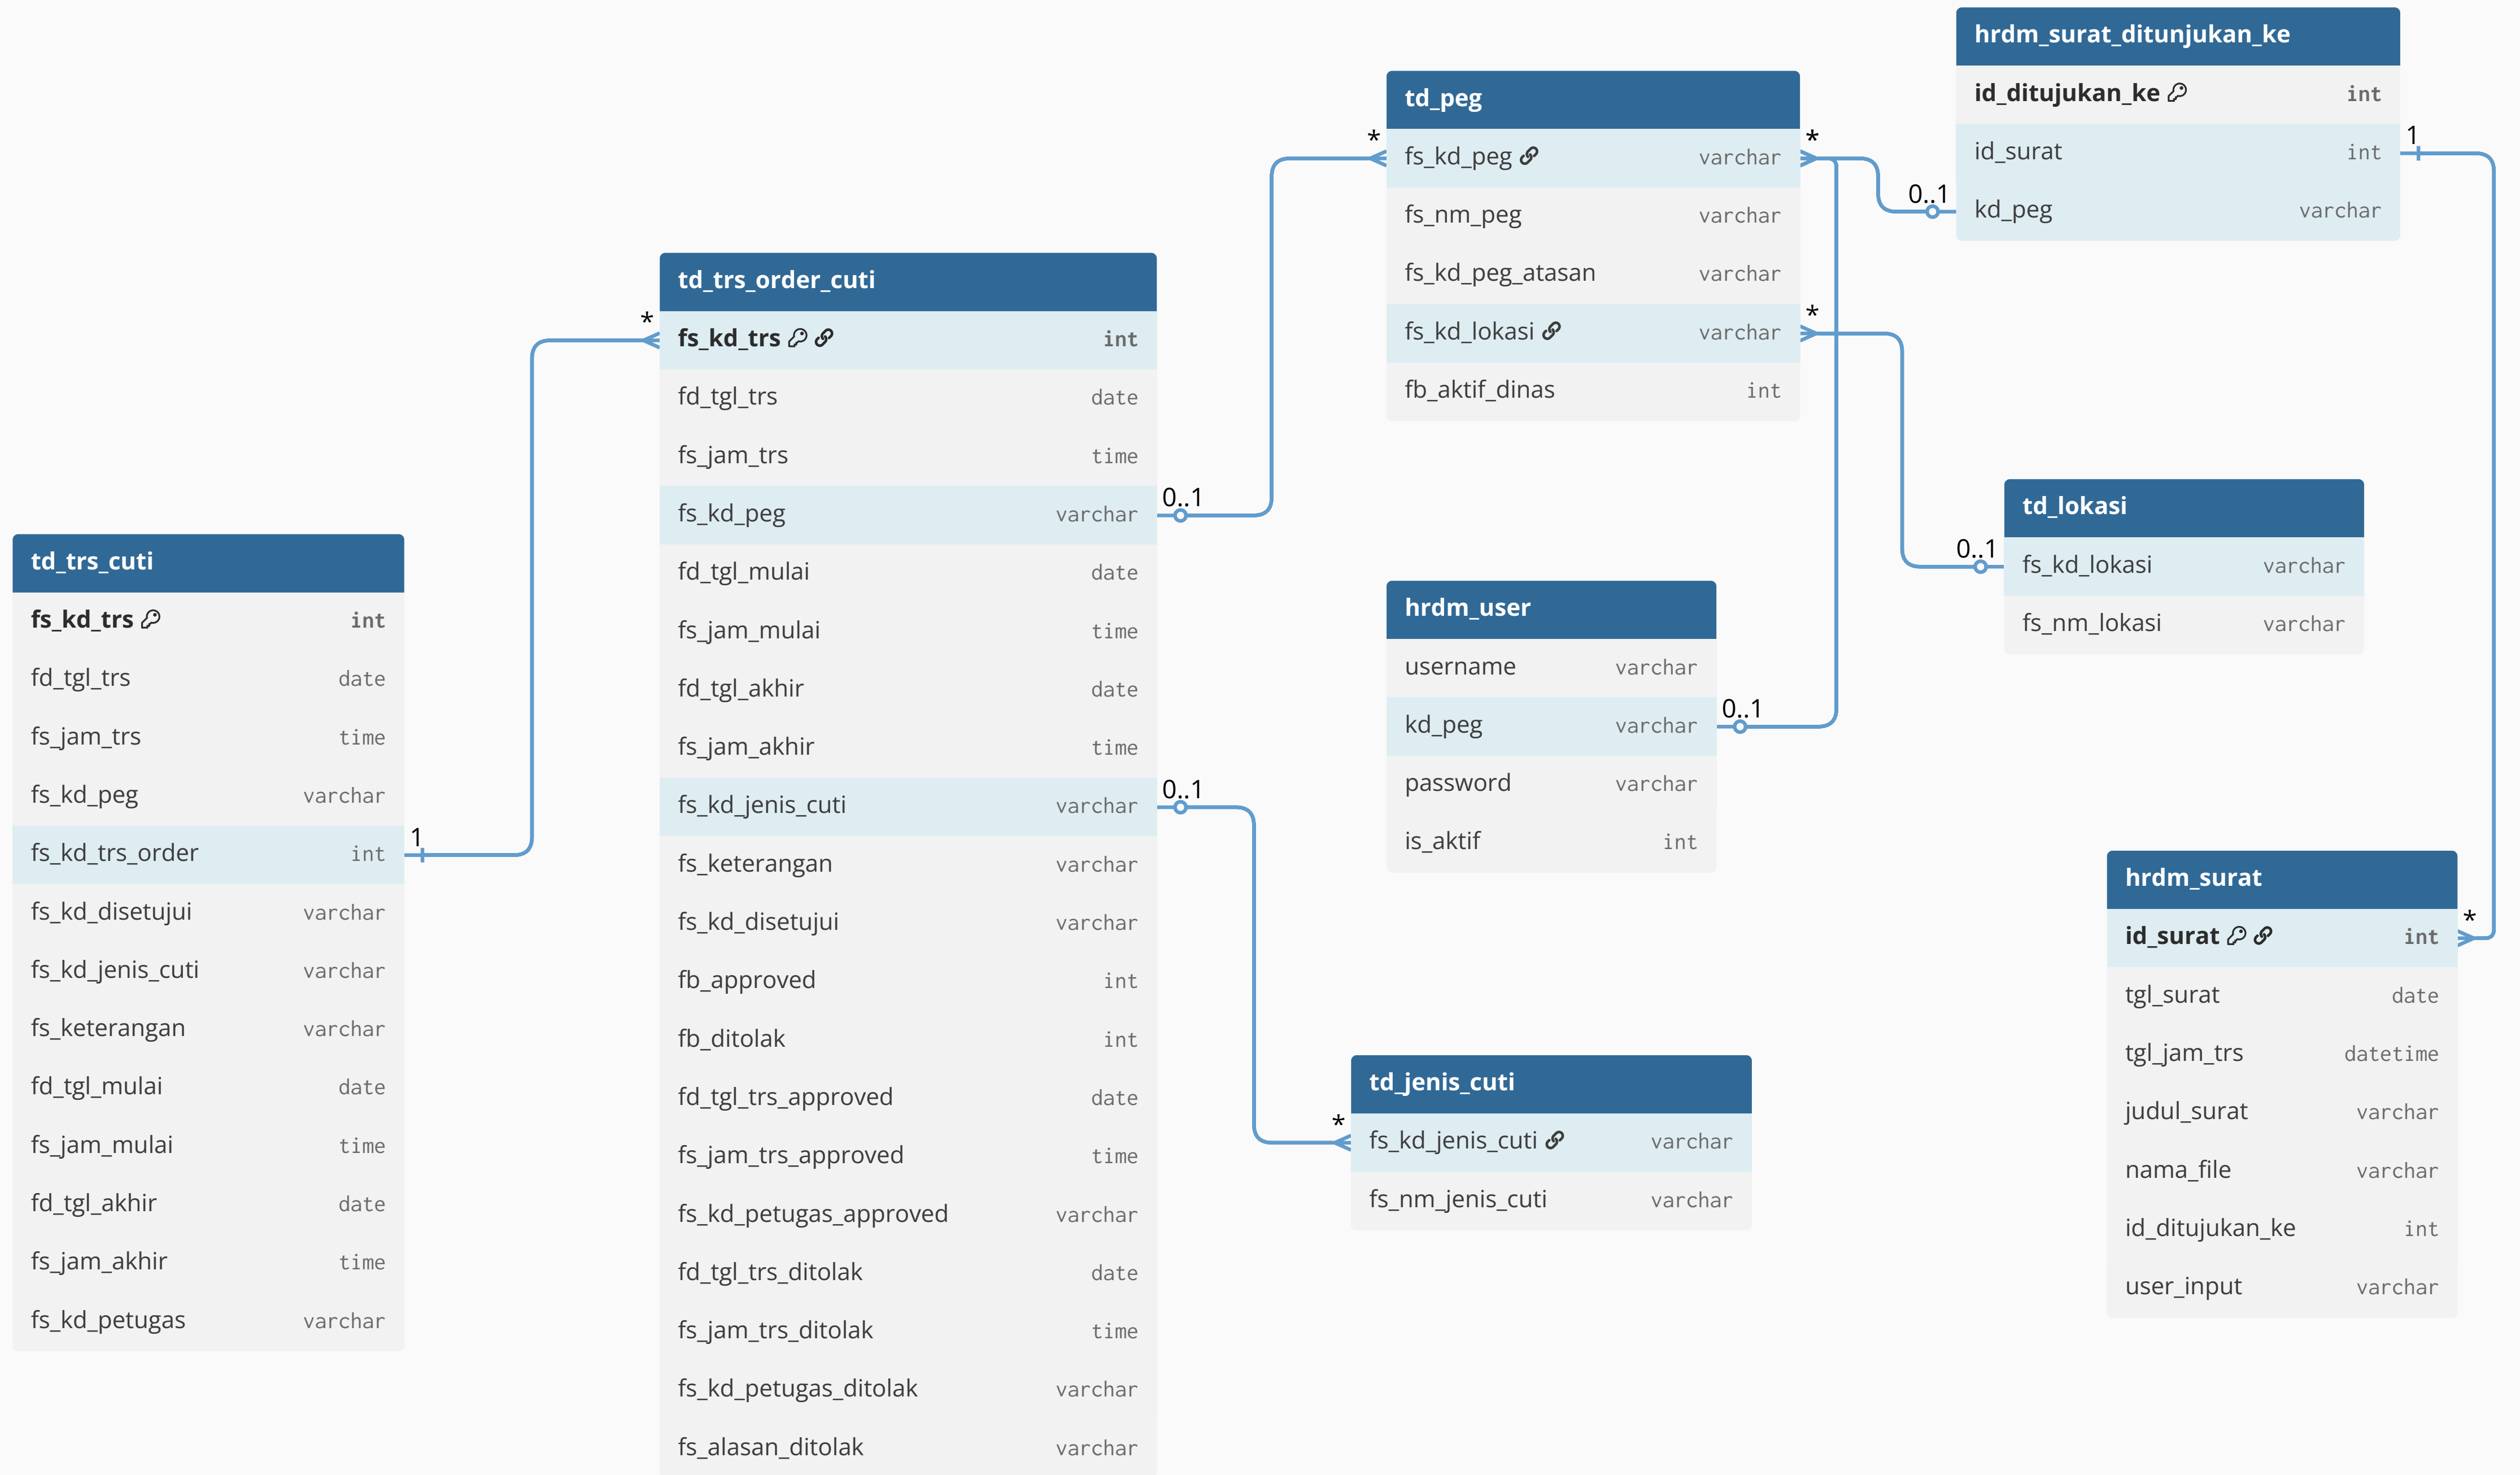 td_trs_cuti
fs_kd_trs int
fd_tgl_trs date
fs_jam_trs time
fs_kd_peg varchar
fs_kd_trs_order int
1
fs_kd_disetujui varchar
fs_kd_jenis_cuti varchar
fs_keterangan varchar
fd_tgl_mulai date
fs_jam_mulai time
fd_tgl_akhir date
fs_jam_akhir time
fs_kd_petugas varchar
td_trs_order_cuti
*
fs_kd_trs int
fd_tgl_trs date
fs_jam_trs time
fs_kd_peg varchar
0..1
fd_tgl_mulai date
fs_jam_mulai time
fd_tgl_akhir date
fs_jam_akhir time
fs_kd_jenis_cuti varchar
0..1
fs_keterangan varchar
fs_kd_disetujui varchar
fb_approved int
fb_ditolak int
fd_tgl_trs_approved date
fs_jam_trs_approved time
fs_kd_petugas_approved varchar
fd_tgl_trs_ditolak date
fs_jam_trs_ditolak time
fs_kd_petugas_ditolak varchar
fs_alasan_ditolak varchar
td_peg
*
fs_kd_peg varchar
*
fs_nm_peg varchar
fs_kd_peg_atasan varchar
fs_kd_lokasi varchar
*
fb_aktif_dinas int
hrdm_user
username varchar
kd_peg varchar
0..1
password varchar
is_aktif int
td_jenis_cuti
*
fs_kd_jenis_cuti varchar
fs_nm_jenis_cuti varchar
hrdm_surat_ditunjukan_ke
id_ditujukan_ke int
id_surat int
1
0..1
kd_peg varchar
td_lokasi
0..1
fs_kd_lokasi varchar
fs_nm_lokasi varchar
hrdm_surat
id_surat int
*
tgl_surat date
tgl_jam_trs datetime
judul_surat varchar
nama_file varchar
id_ditujukan_ke int
user_input varchar